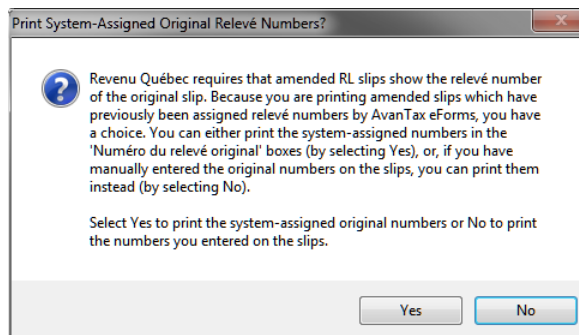 Print System-Assigned Original Relevé Numbers?
Revenu Québec requires that amended RL slips show the relevé number
of the original slip. Because you are printing amended slips which have
previously been assigned relevé numbers by AvanTax eForms, you have
a choice. You can either print the system-assigned numbers in the
'Numéro du relevé original' boxes (by selecting Yes), or, if you have
manually entered the original numbers on the slips, you can print them
instead (by selecting No).
Select Yes to print the system-assigned original numbers or No to print
the numbers you entered on the slips.
Yes No